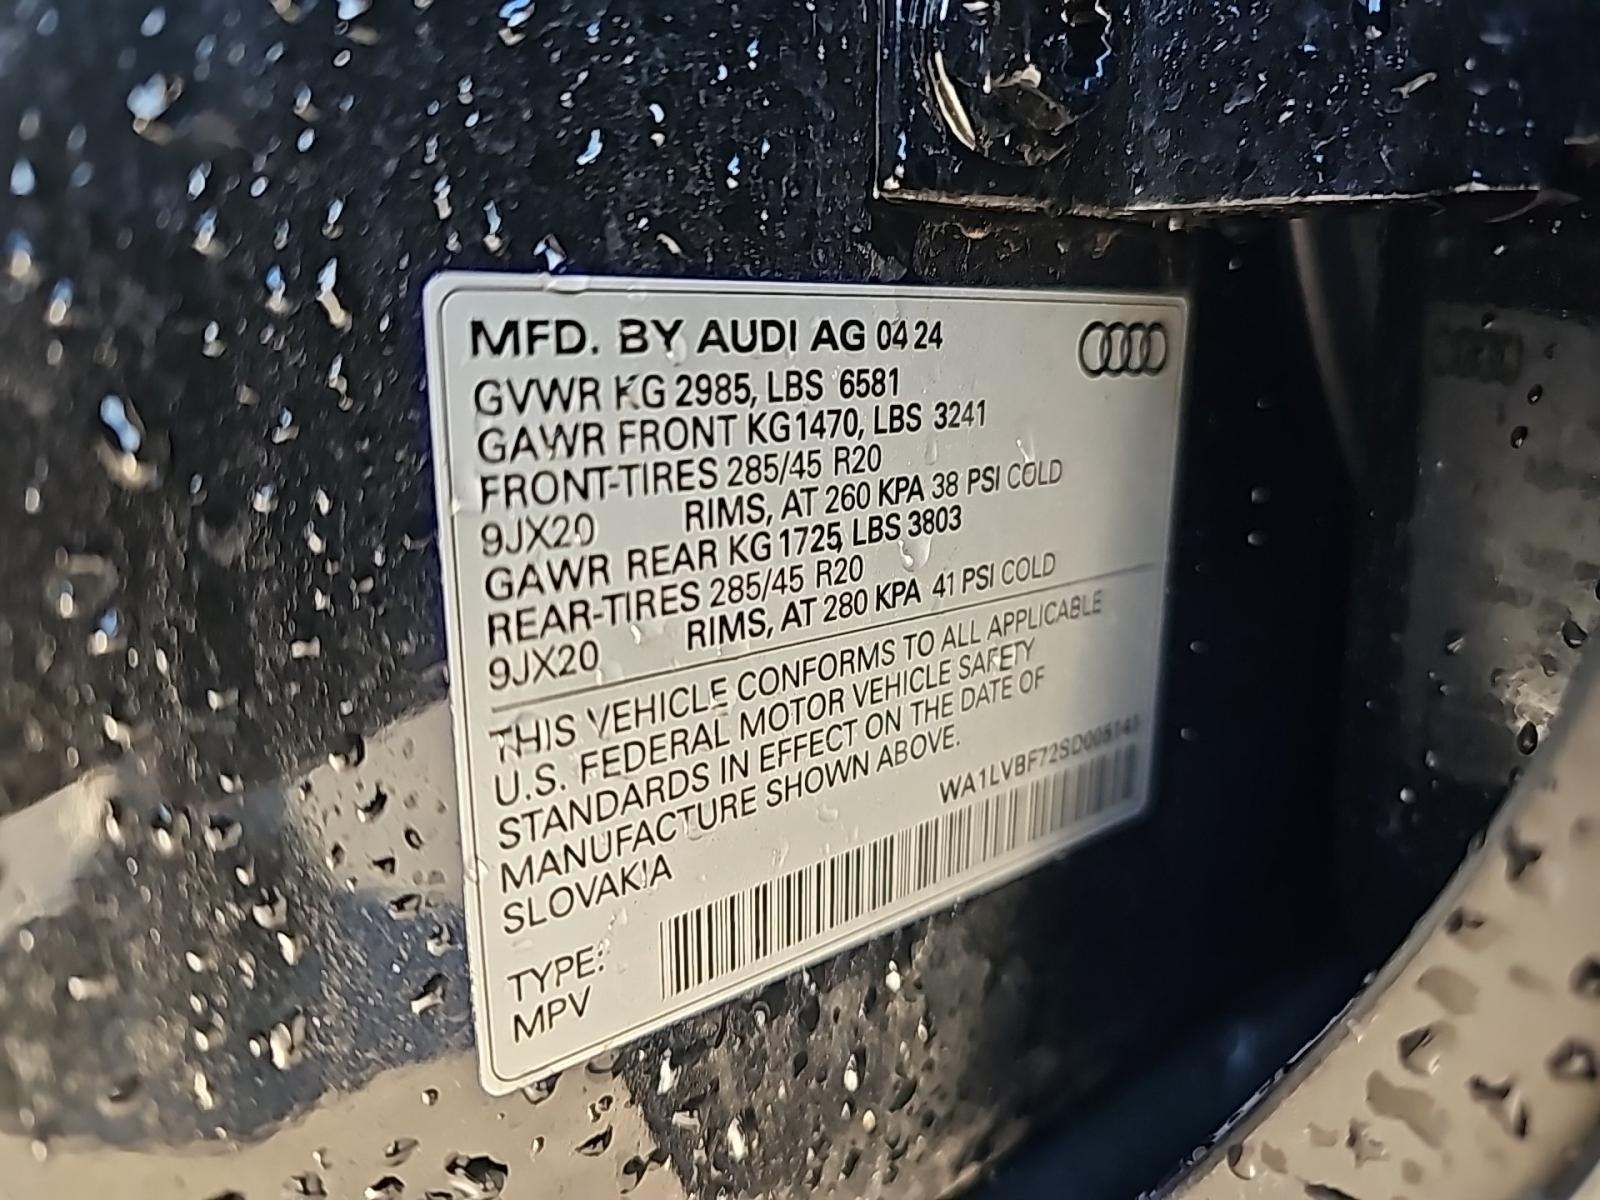 MFD. BY AUDI AG 04 24
GVWR KG 2985, LBS 6581
GAWR FRONT KG 1470, LBS 3241
FRONT-TIRES 285/45 R20
9JX20 RIMS, AT 260 KPA 38 PSI COLD
GAWR REAR KG 1725, LBS 3803
REAR-TIRES 285/45 R20
9JX20 RIMS, AT 280 KPA 41 PSI COLD
THIS VEHICLE CONFORMS TO ALL APPLICABLE
U.S. FEDERAL MOTOR VEHICLE SAFETY
STANDARDS IN EFFECT ON THE DATE OF
MANUFACTURE SHOWN ABOVE.
SLOVAKIA
TYPE:
MPV